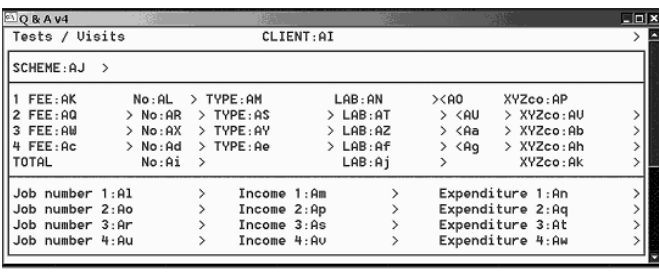 Q & A v4
Tests / Visits CLIENT:AI >
SCHEME:AJ >
1 FEE:AK No:AL > TYPE:AM LAB:AN ><AO XYZco:AP
2 FEE:AQ > No:AR > TYPE:AS > LAB:AT > <AU > XYZco:AV >
3 FEE:AW > No:AX > TYPE:AY > LAB:AZ > <Aa > XYZco:Ab >
4 FEE:Ac > No:Ad > TYPE:Ae > LAB:Af > <Ag > XYZco:Ah >
TOTAL No:Ai > LAB:Aj > XYZco:Ak >
Job number 1:Al > Income 1:Am > Expenditure 1:An >
Job number 2:Ao > Income 2:Ap > Expenditure 2:Aq >
Job number 3:Ar > Income 3:As > Expenditure 3:At >
Job number 4:Au > Income 4:Av > Expenditure 4:Aw >